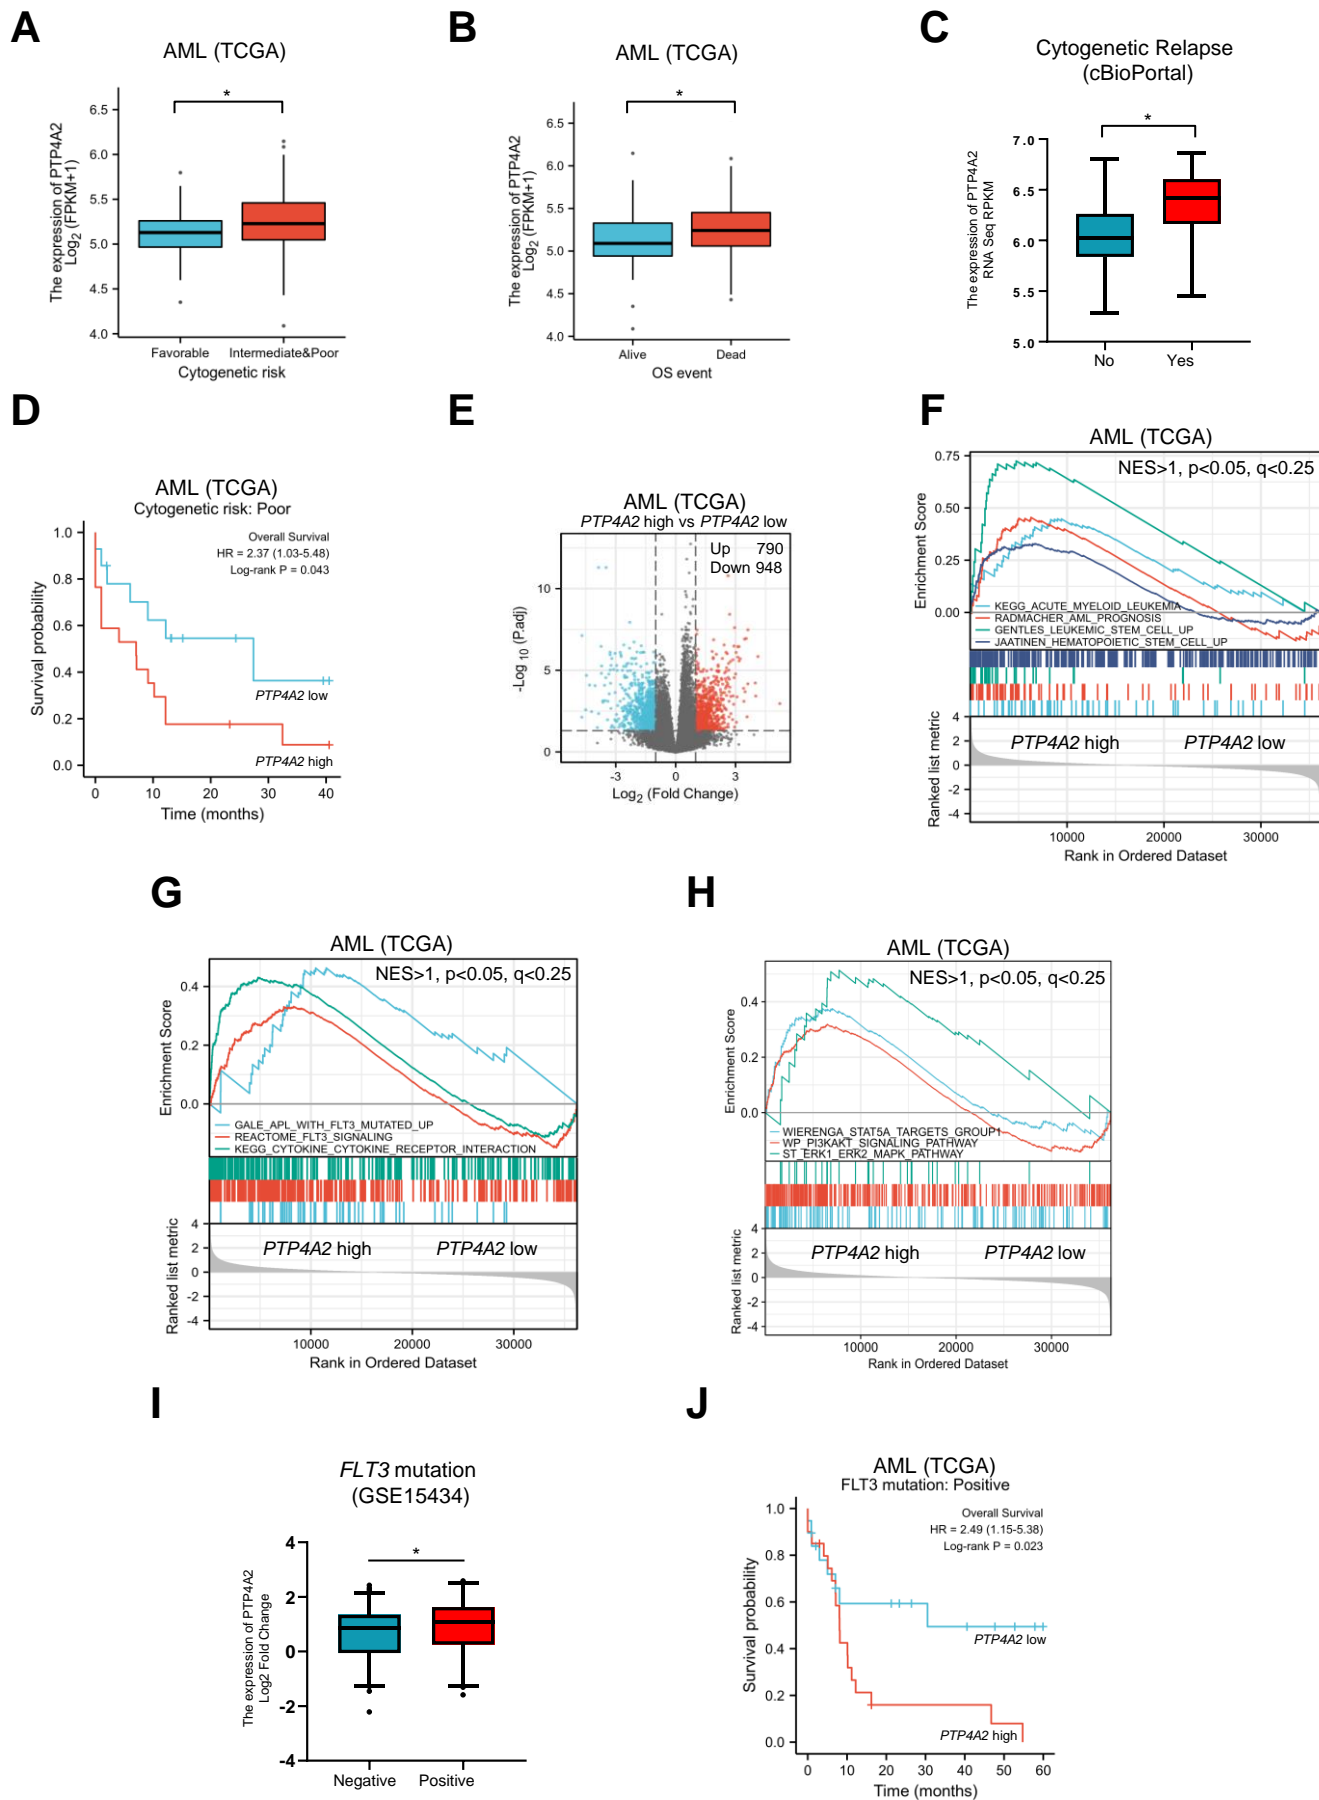 A
AML (TCGA)
*
The expression of PTP4A2
Log2 (FPKM+1)
6.5
6.0
5.5
5.0
4.5
4.0
Favorable
Intermediate&Poor
Cytogenetic risk
B
AML (TCGA)
*
The expression of PTP4A2
Log2 (FPKM+1)
6.5
6.0
5.5
5.0
4.5
4.0
Alive
Dead
OS event
C
Cytogenetic Relapse
(cBioPortal)
*
The expression of PTP4A2
RNA Seq RPKM
7.0
6.5
6.0
5.5
5.0
No
Yes
D
AML (TCGA)
Cytogenetic risk: Poor
Overall Survival
HR = 2.37 (1.03-5.48)
Log-rank P = 0.043
Survival probability
1.0
0.8
0.6
0.4
0.2
0.0
PTP4A2 low
PTP4A2 high
0 10 20 30 40
Time (months)
E
AML (TCGA)
PTP4A2 high vs PTP4A2 low
Up 790
Down 948
-Log 10 (P.adj)
10
5
0
-3 0 3
Log2 (Fold Change)
F
AML (TCGA)
NES>1, p<0.05, q<0.25
Enrichment Score
0.75
0.50
0.25
0.00
KEGG_ACUTE_MYELOID_LEUKEMIA
RADMACHER_AML_PROGNOSIS
GENTLES_LEUKEMIC_STEM_CELL_UP
JAATINEN_HEMATOPOIETIC_STEM_CELL_UP
Ranked list metric
4
2
0
-2
-4
PTP4A2 high
PTP4A2 low
10000 20000 30000
Rank in Ordered Dataset
G
AML (TCGA)
NES>1, p<0.05, q<0.25
Enrichment Score
0.4
0.2
0.0
GALE_APL_WITH_FLT3_MUTATED_UP
REACTOME_FLT3_SIGNALING
KEGG_CYTOKINE_CYTOKINE_RECEPTOR_INTERACTION
Ranked list metric
4
2
0
-2
-4
PTP4A2 high
PTP4A2 low
10000 20000 30000
Rank in Ordered Dataset
H
AML (TCGA)
NES>1, p<0.05, q<0.25
Enrichment Score
0.4
0.2
0.0
WIERENGA_STAT5A_TARGETS_GROUP1
WP_PI3KAKT_SIGNALING_PATHWAY
ST_ERK1_ERK2_MAPK_PATHWAY
Ranked list metric
4
2
0
-2
-4
PTP4A2 high
PTP4A2 low
10000 20000 30000
Rank in Ordered Dataset
I
FLT3 mutation
(GSE15434)
*
The expression of PTP4A2
Log2 Fold Change
4
2
0
-2
-4
Negative
Positive
J
AML (TCGA)
FLT3 mutation: Positive
Overall Survival
HR = 2.49 (1.15-5.38)
Log-rank P = 0.023
Survival probability
1.0
0.8
0.6
0.4
0.2
0.0
PTP4A2 low
PTP4A2 high
0 10 20 30 40 50 60
Time (months)